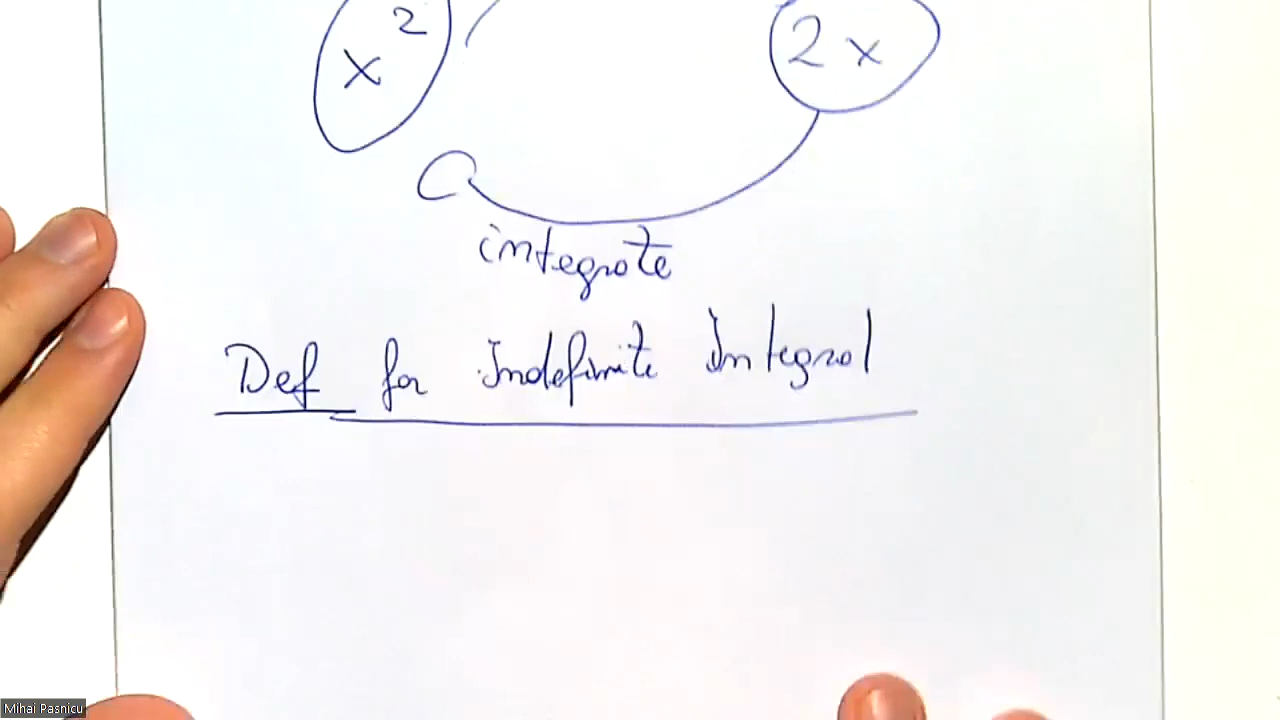 x² 2x
integrate
Def for Indefinite Integral
Mihai Pasnicu